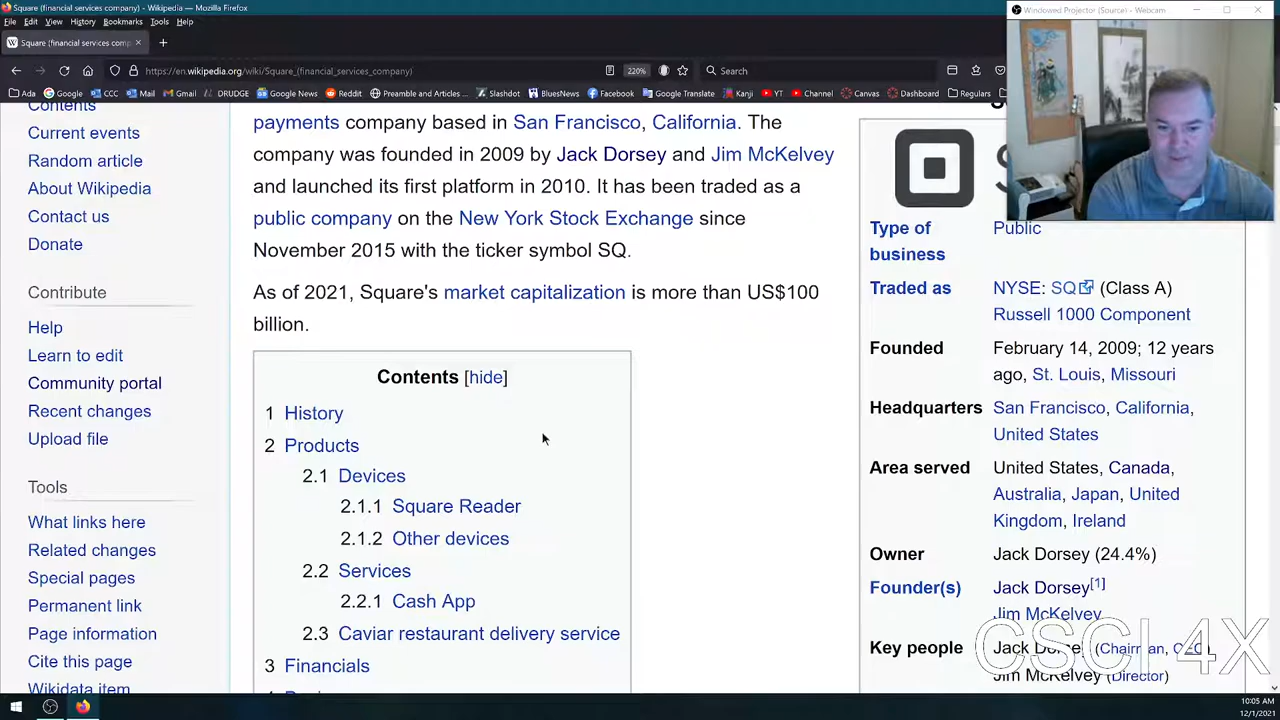 Square (financial services company) - Wikipedia — Mozilla Firefox
Windowed Projector (Source) - Webcam
File Edit View History Bookmarks Tools Help
Square (financial services comp
https://en.wikipedia.org/wiki/Square_(financial_services_company)
220%
Search
Ada Google CCC Mail Gmail DRUDGE Google News Reddit Preamble and Articles ... Slashdot BluesNews Facebook Google Translate Kanji YT Channel Canvas Dashboard Regulars
Contents
Current events
Random article
About Wikipedia
Contact us
Donate
Contribute
Help
Learn to edit
Community portal
Recent changes
Upload file
Tools
What links here
Related changes
Special pages
Permanent link
Page information
Cite this page
Wikidata item
payments company based in San Francisco, California. The
company was founded in 2009 by Jack Dorsey and Jim McKelvey
and launched its first platform in 2010. It has been traded as a
public company on the New York Stock Exchange since
November 2015 with the ticker symbol SQ.
As of 2021, Square's market capitalization is more than US$100
billion.
Contents [hide]
1 History
2 Products
2.1 Devices
2.1.1 Square Reader
2.1.2 Other devices
2.2 Services
2.2.1 Cash App
2.3 Caviar restaurant delivery service
3 Financials
Type of business Public
Traded as NYSE: SQ (Class A)
Russell 1000 Component
Founded February 14, 2009; 12 years
ago, St. Louis, Missouri
Headquarters San Francisco, California,
United States
Area served United States, Canada,
Australia, Japan, United
Kingdom, Ireland
Owner Jack Dorsey (24.4%)
Founder(s) Jack Dorsey[1]
Jim McKelvey
Key people Jack Dorsey (Chairman, CEO)
Jim McKelvey (Director)
CSCI 4X
10:05 AM
12/1/2021